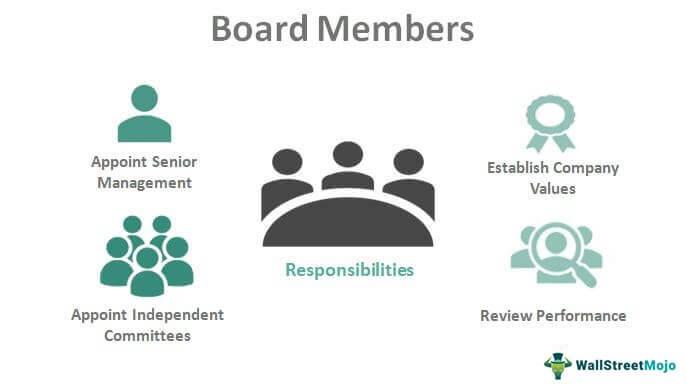 Board Members
Appoint Senior
Management
Establish Company
Values
Responsibilities
Appoint Independent
Committees
Review Performance
WallStreetMojo